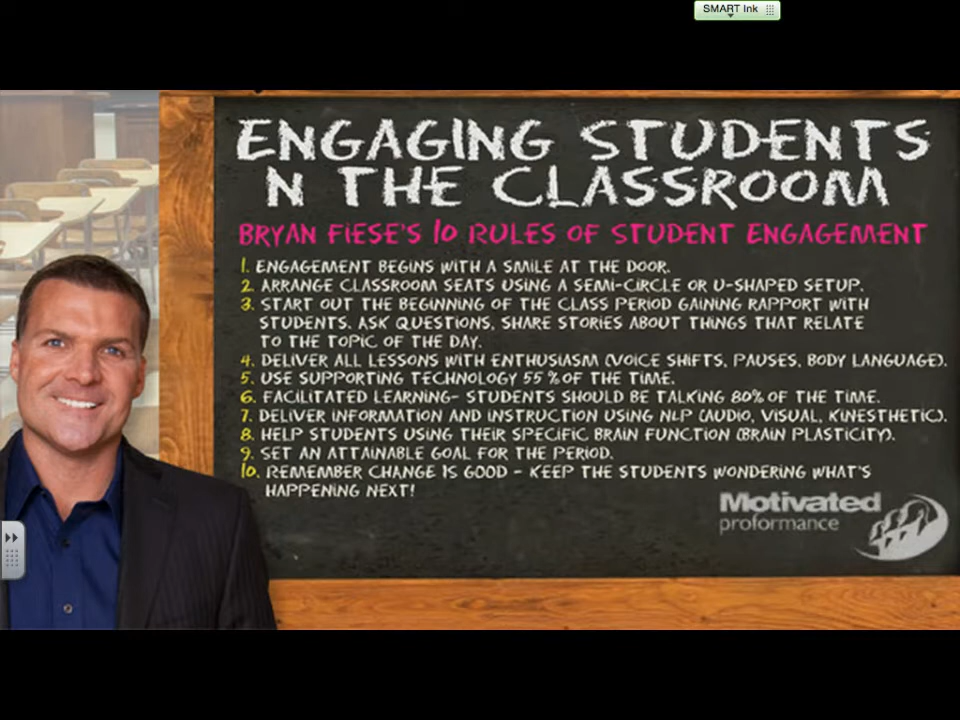 SMART Ink
ENGAGING STUDENTS
N THE CLASSROOM
BRYAN FIESE'S 10 RULES OF STUDENT ENGAGEMENT
1. ENGAGEMENT BEGINS WITH A SMILE AT THE DOOR.
2. ARRANGE CLASSROOM SEATS USING A SEMI-CIRCLE OR U-SHAPED SETUP.
3. START OUT THE BEGINNING OF THE CLASS PERIOD GAINING RAPPORT WITH
STUDENTS. ASK QUESTIONS, SHARE STORIES ABOUT THINGS THAT RELATE
TO THE TOPIC OF THE DAY.
4. DELIVER ALL LESSONS WITH ENTHUSIASM (VOICE SHIFTS, PAUSES, BODY LANGUAGE).
5. USE SUPPORTING TECHNOLOGY 55 % OF THE TIME.
6. FACILITATED LEARNING- STUDENTS SHOULD BE TALKING 80% OF THE TIME.
7. DELIVER INFORMATION AND INSTRUCTION USING NLP (AUDIO, VISUAL, KINESTHETIC).
8. HELP STUDENTS USING THEIR SPECIFIC BRAIN FUNCTION (BRAIN PLASTICITY).
9. SET AN ATTAINABLE GOAL FOR THE PERIOD.
10. REMEMBER CHANGE IS GOOD - KEEP THE STUDENTS WONDERING WHAT'S
HAPPENING NEXT!
Motivated
proformance